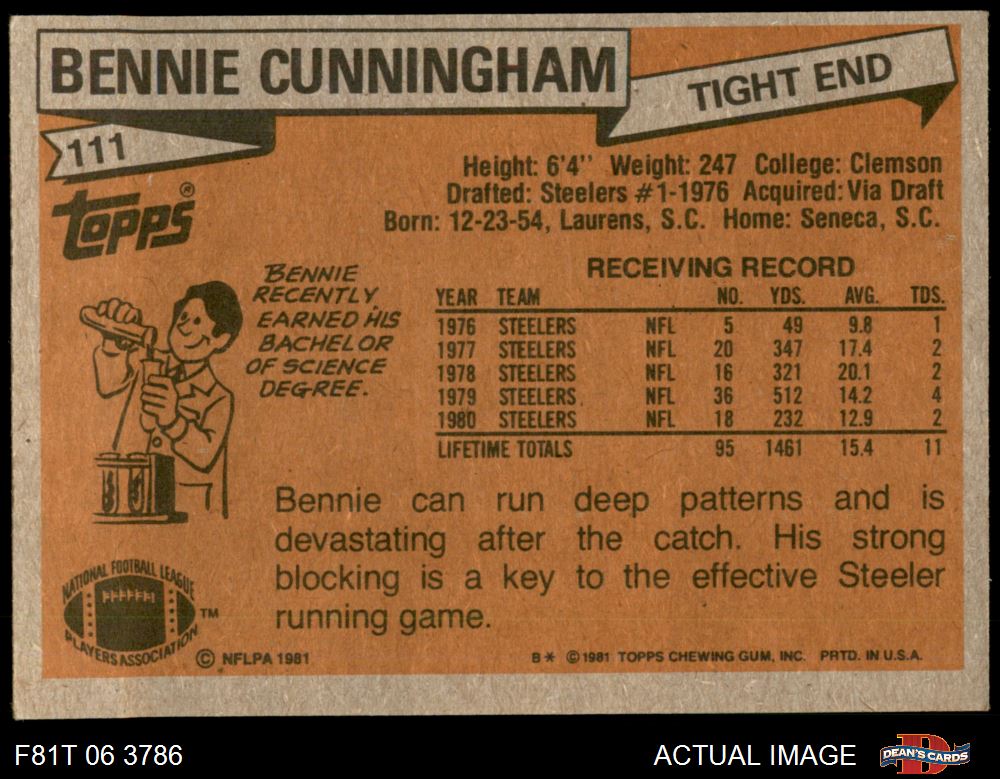 BENNIE CUNNINGHAM
TIGHT END
111
Topps®
Height: 6'4'' Weight: 247 College: Clemson
Drafted: Steelers #1-1976 Acquired: Via Draft
Born: 12-23-54, Laurens, S.C. Home: Seneca, S.C.
BENNIE
RECENTLY
EARNED HIS
BACHELOR
OF SCIENCE
DEGREE.
RECEIVING RECORD
YEAR TEAM NO. YDS. AVG. TDS.
1976 STEELERS NFL 5 49 9.8 1
1977 STEELERS NFL 20 347 17.4 2
1978 STEELERS NFL 16 321 20.1 2
1979 STEELERS NFL 36 512 14.2 4
1980 STEELERS NFL 18 232 12.9 2
LIFETIME TOTALS 95 1461 15.4 11
Bennie can run deep patterns and is
devastating after the catch. His strong
blocking is a key to the effective Steeler
running game.
NATIONAL FOOTBALL LEAGUE
PLAYERS ASSOCIATION
TM
© NFLPA 1981
B* © 1981 TOPPS CHEWING GUM, INC. PRTD. IN U.S.A.
F81T 06 3786
ACTUAL IMAGE
DEAN'S CARDS